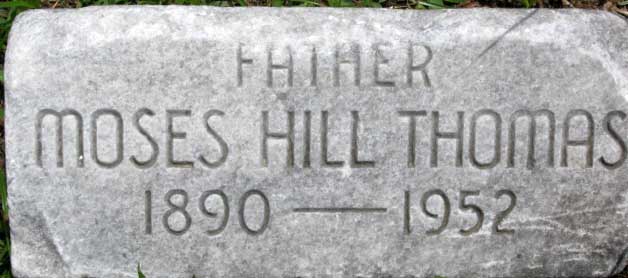 FATHER
MOSES HILL THOMAS
1890 — 1952